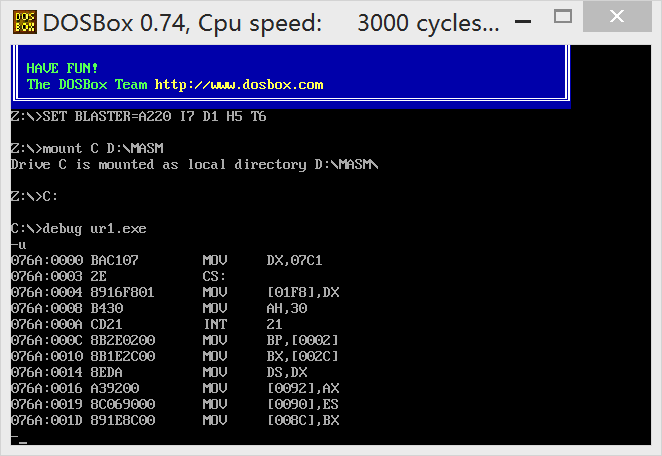 DOSBox 0.74, Cpu speed: 3000 cycles...
HAVE FUN!
The DOSBox Team http://www.dosbox.com
Z:\>SET BLASTER=A220 I7 D1 H5 T6
Z:\>mount C D:\MASM
Drive C is mounted as local directory D:\MASM\
Z:\>C:
C:\>debug ur1.exe
-u
076A:0000 BAC107 MOV DX,07C1
076A:0003 2E CS:
076A:0004 8916F801 MOV [01F8],DX
076A:0008 B430 MOV AH,30
076A:000A CD21 INT 21
076A:000C 8B2E0200 MOV BP,[0002]
076A:0010 8B1E2C00 MOV BX,[002C]
076A:0014 8EDA MOV DS,DX
076A:0016 A39200 MOV [0092],AX
076A:0019 8C069000 MOV [0090],ES
076A:001D 891E8C00 MOV [008C],BX
-_